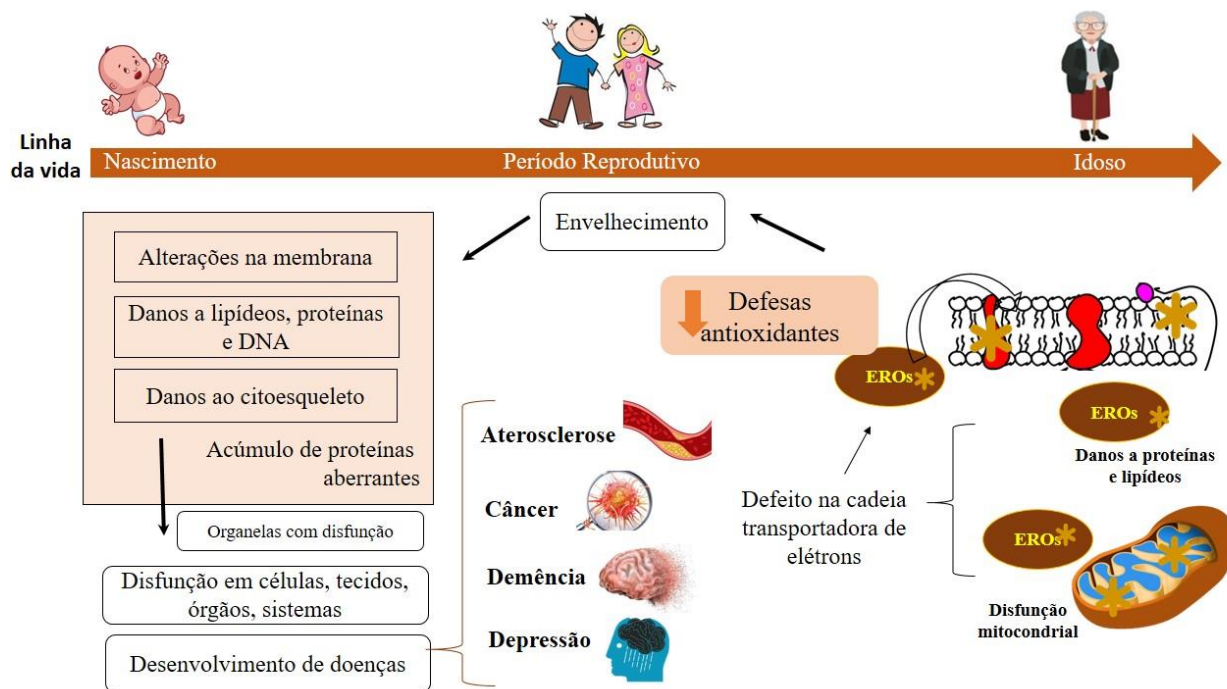 Linha
da vida
Nascimento
Período Reprodutivo
Idoso
Envelhecimento
Alterações na membrana
Danos a lipídeos, proteínas
e DNA
Danos ao citoesqueleto
Acúmulo de proteínas
aberrantes
Organelas com disfunção
Disfunção em células, tecidos,
órgãos, sistemas
Desenvolvimento de doenças
Aterosclerose
Câncer
Demência
Depressão
Defesas
antioxidantes
EROs
Defeito na cadeia
transportadora de
elétrons
EROs
Danos a proteínas
e lipídeos
EROs
Disfunção
mitocondrial